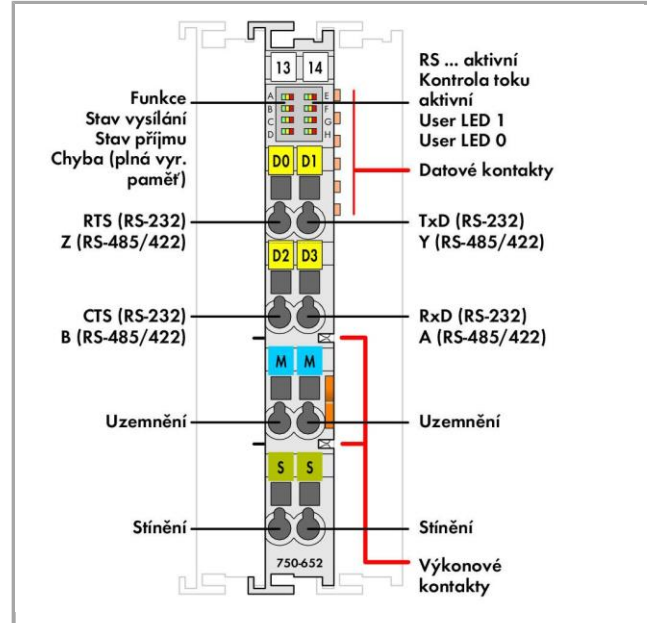 13 14
A
B
C
D
E
F
G
H
Funkce
Stav vysílání
Stav příjmu
Chyba (plná vyr.
paměť)
RS ... aktivní
Kontrola toku
aktivní
User LED 1
User LED 0
Datové kontakty
D0 D1
RTS (RS-232)
Z (RS-485/422)
TxD (RS-232)
Y (RS-485/422)
D2 D3
CTS (RS-232)
B (RS-485/422)
RxD (RS-232)
A (RS-485/422)
M M
Uzemnění
Uzemnění
S S
Stínění
Stínění
750-652
Výkonové
kontakty